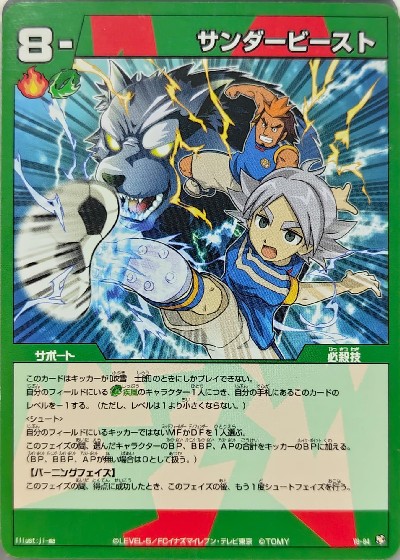 8 -
サンダービースト
サポート
必殺技
このカードはキッカーが「吹雪 士郎」のときにしかプレイできない。
自分のフィールドにいる疾風のキャラクター1人につき、自分の手札にあるこのカードの
レベルを－1する。（ただし、レベルは1より小さくならない。）
<シュート>
自分のフィールドにいるキッカーではないMFかDFを1人選ぶ。
このフェイズの間、選んだキャラクターのBP、BBP、APの合計をキッカーのBPに加える。
（BP、BBP、APが無い場合は0として扱う。）
【バーニングフェイズ】
このフェイズの間、得点に成功したとき、この後、もう1度シュートフェイズを行う。
©LEVEL-5／FCイナズマイレブン・テレビ東京 ©TOMY